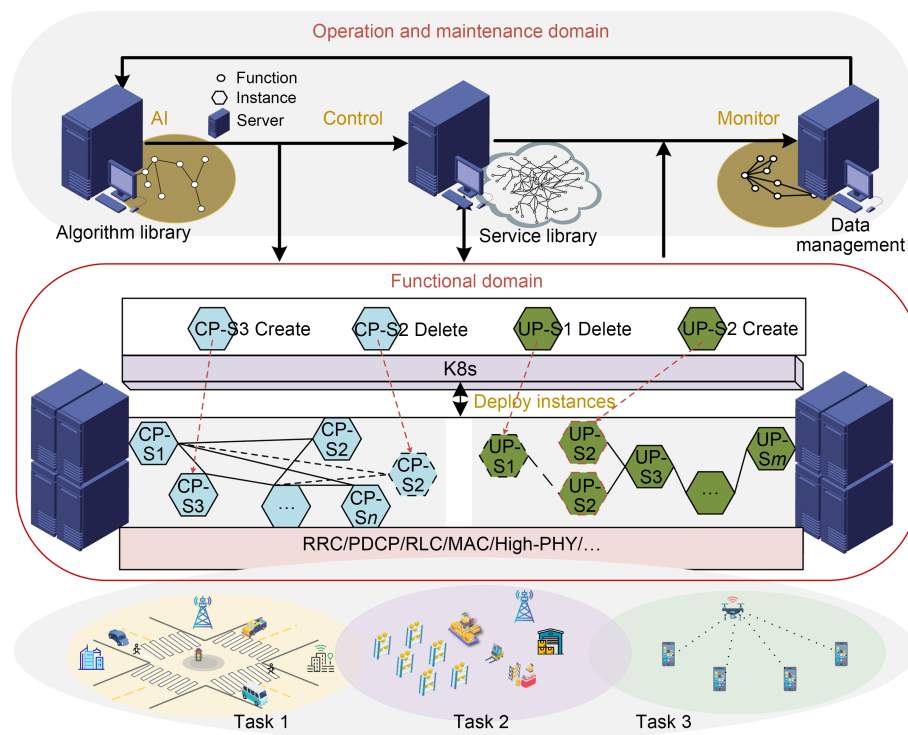 Operation and maintenance domain
Function
Instance
Server
AI
Control
Monitor
Algorithm library
Service library
Data
management
Functional domain
CP-S3 Create
CP-S2 Delete
UP-S1 Delete
UP-S2 Create
K8s
Deploy instances
CP-
S1
CP-
S2
CP-
S3
...
CP-
Sn
CP-
S2
UP-
S1
UP-
S2
UP-
S2
UP-
S3
...
UP-
Sm
RRC/PDCP/RLC/MAC/High-PHY/...
Task 1
Task 2
Task 3